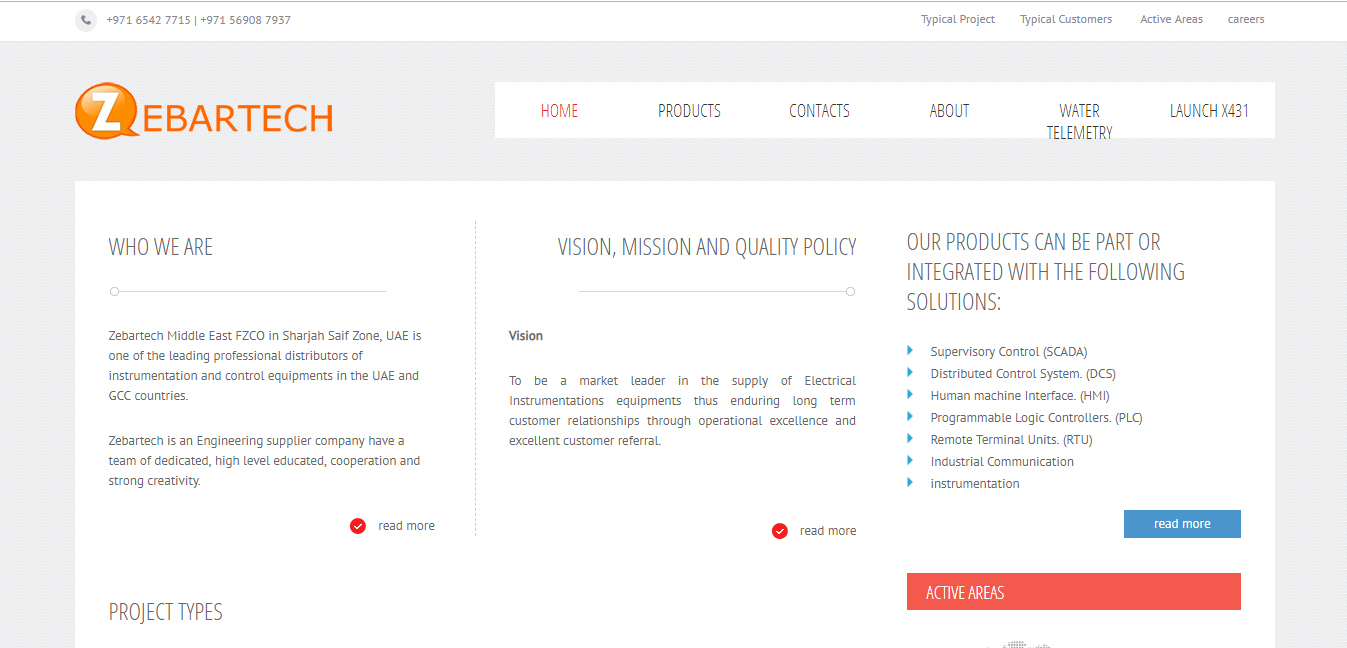 +971 6542 7715 | +971 56908 7937
Typical Project
Typical Customers
Active Areas
careers
ZEBARTECH
HOME
PRODUCTS
CONTACTS
ABOUT
WATER
TELEMETRY
LAUNCH X431
WHO WE ARE
Zebartech Middle East FZCO in Sharjah Saif Zone, UAE is
one of the leading professional distributors of
instrumentation and control equipments in the UAE and
GCC countries.
Zebartech is an Engineering supplier company have a
team of dedicated, high level educated, cooperation and
strong creativity.
read more
VISION, MISSION AND QUALITY POLICY
Vision
To be a market leader in the supply of Electrical
Instrumentations equipments thus enduring long term
customer relationships through operational excellence and
excellent customer referral.
read more
OUR PRODUCTS CAN BE PART OR
INTEGRATED WITH THE FOLLOWING
SOLUTIONS:
Supervisory Control (SCADA)
Distributed Control System. (DCS)
Human machine Interface. (HMI)
Programmable Logic Controllers. (PLC)
Remote Terminal Units. (RTU)
Industrial Communication
instrumentation
read more
ACTIVE AREAS
PROJECT TYPES